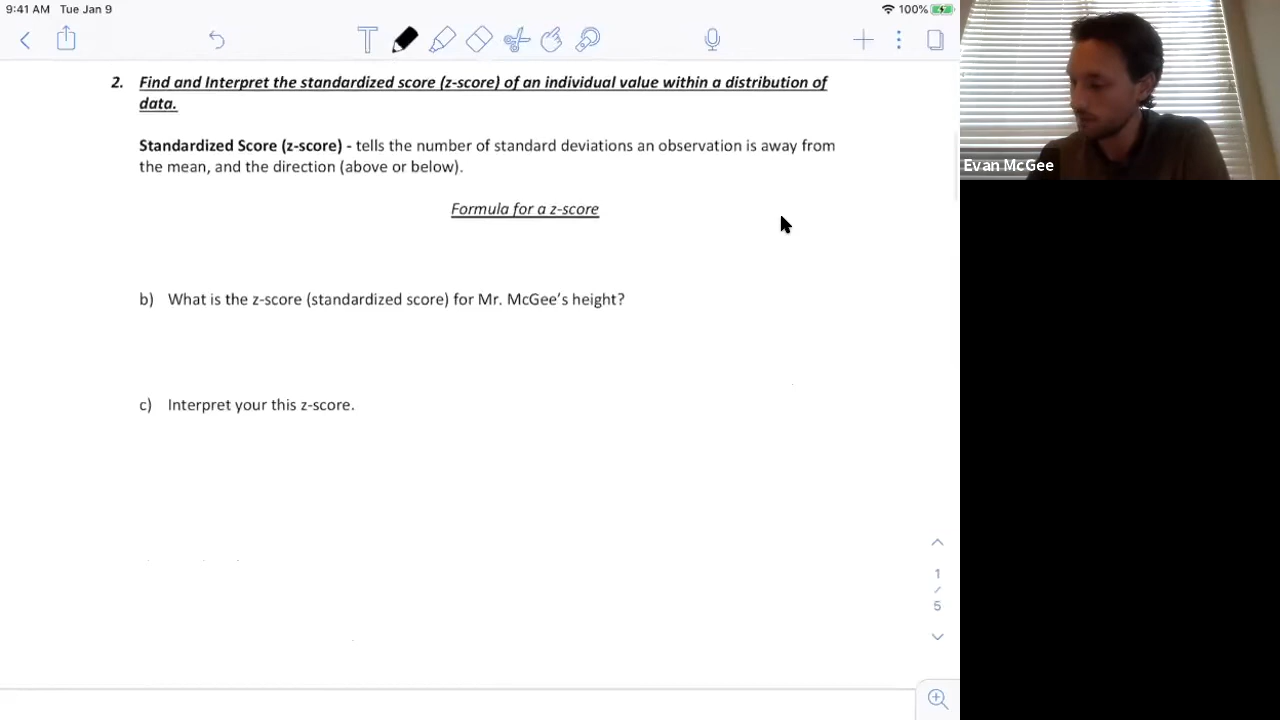 9:41 AM Tue Jan 9
100%
2. Find and Interpret the standardized score (z-score) of an individual value within a distribution of
data.
Standardized Score (z-score) - tells the number of standard deviations an observation is away from
the mean, and the direction (above or below).
Formula for a z-score
b) What is the z-score (standardized score) for Mr. McGee's height?
c) Interpret your this z-score.
1
/
5
Evan McGee